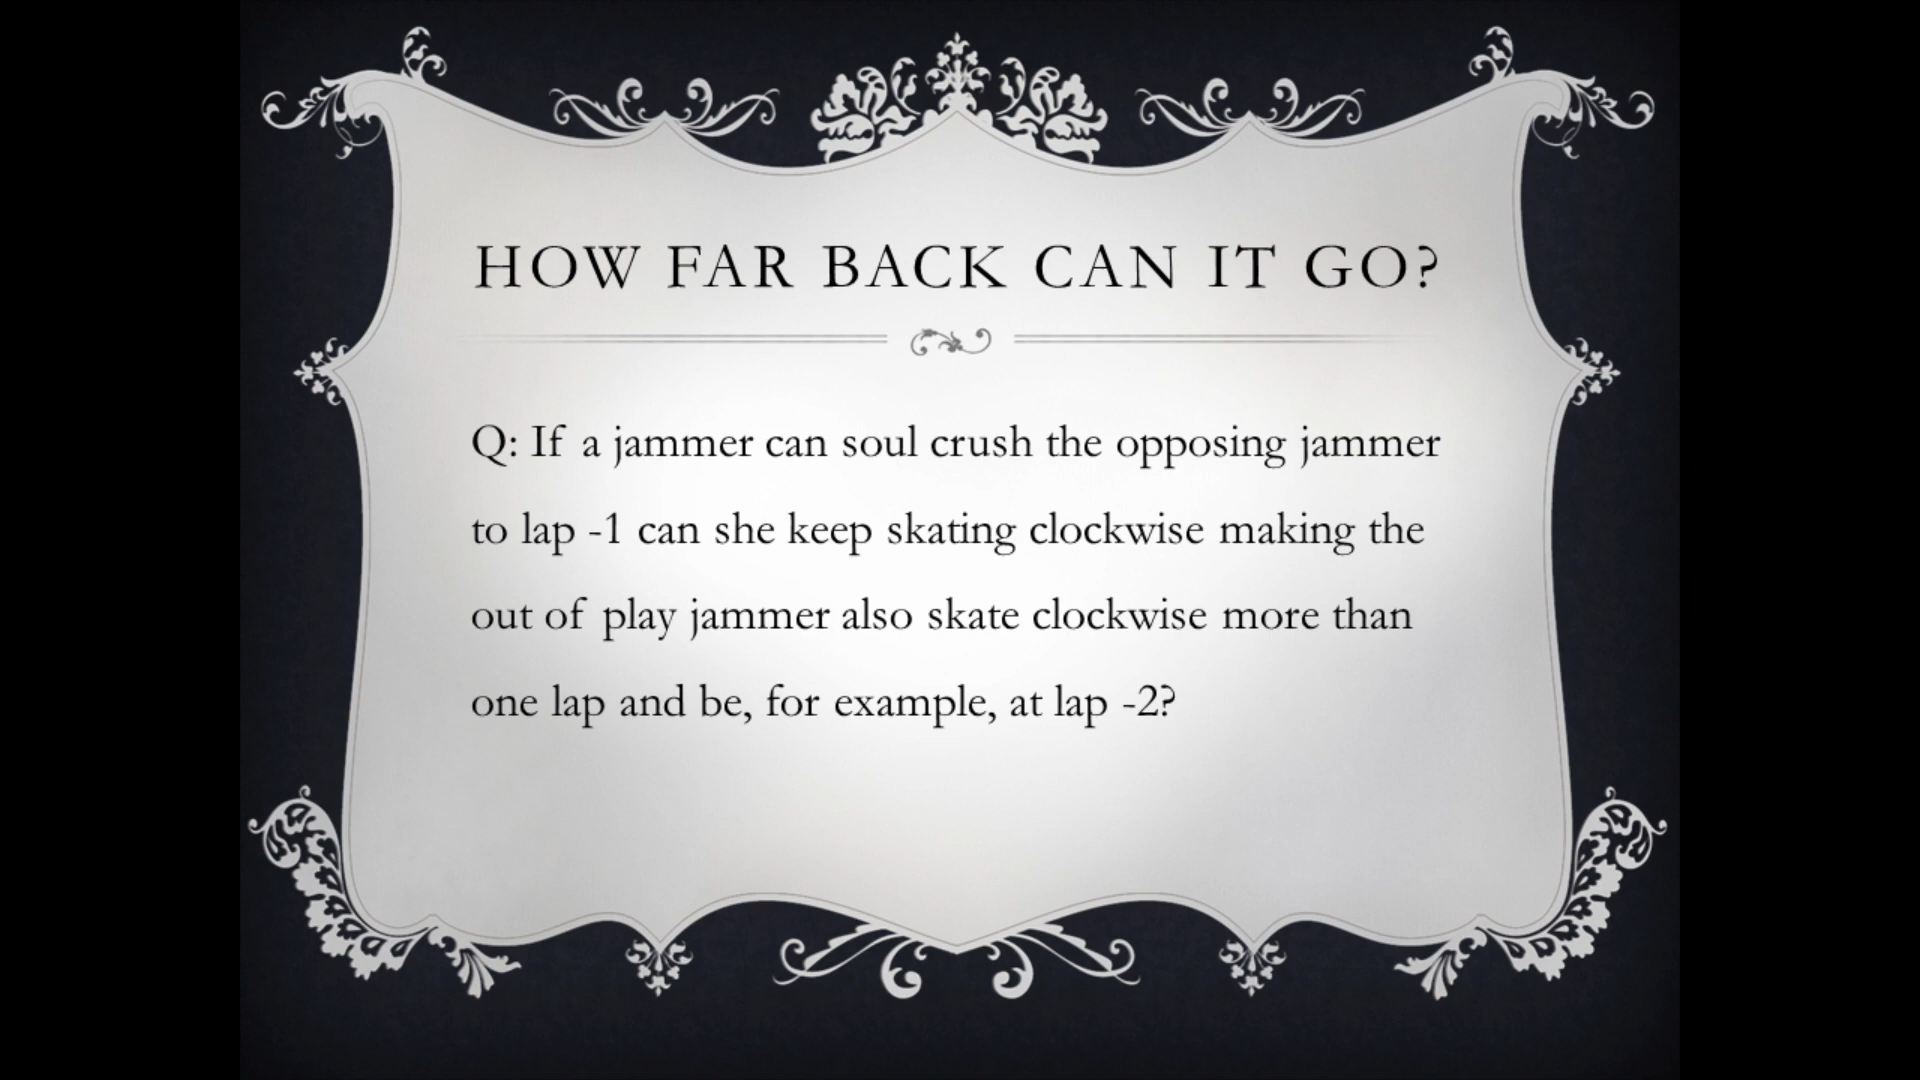 HOW FAR BACK CAN IT GO?
Q: If a jammer can soul crush the opposing jammer
to lap -1 can she keep skating clockwise making the
out of play jammer also skate clockwise more than
one lap and be, for example, at lap -2?